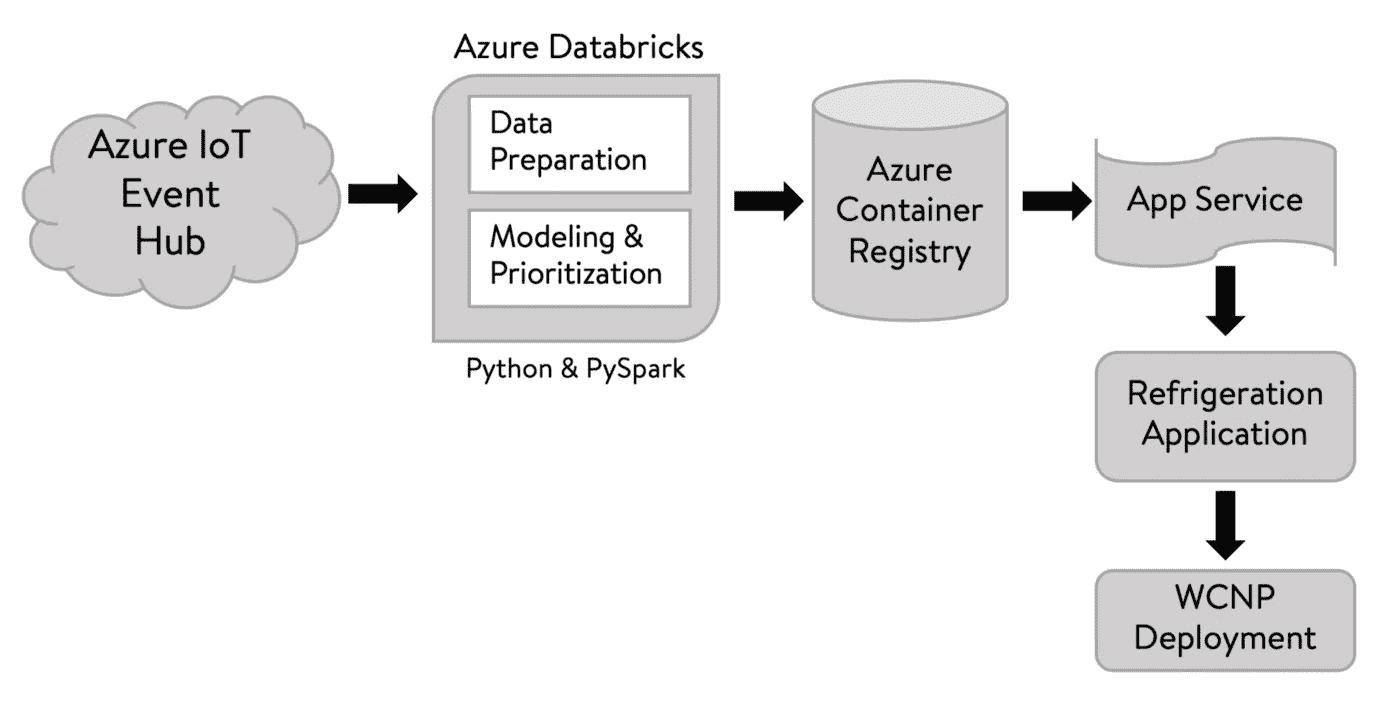 Azure IoT
Event
Hub
Azure Databricks
Data
Preparation
Modeling &
Prioritization
Python & PySpark
Azure
Container
Registry
App Service
Refrigeration
Application
WCNP
Deployment